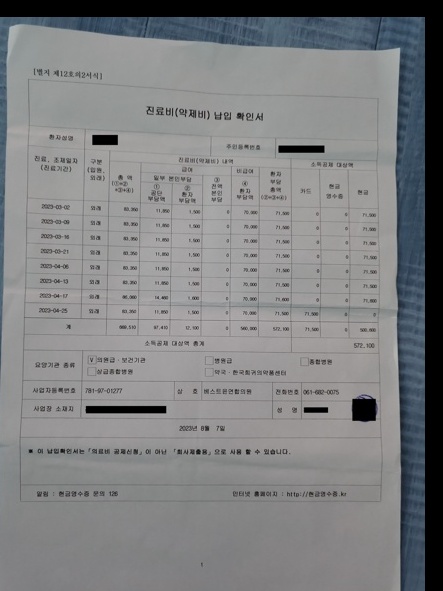 [별지 제12호의2서식]
진료비(약제비) 납입 확인서
환자성명
주민등록번호
진료, 조제일자 (진료기간)
구분 (입원, 외래)
진료비(약제비) 내역
소득공제 대상액
총 액 (①+②+③+④)
급여
비급여
환자 부담 총액 (②+③+④)
카드
현금 영수증
현금
일부 본인부담
① 공단 부담액
② 환자 부담액
③ 전액 본인 부담
④ 환자 부담액
2023-03-02 외래 83,350 11,850 1,500 0 70,000 71,500 0 0 71,500
2023-03-09 외래 83,350 11,850 1,500 0 70,000 71,500 0 0 71,500
2023-03-16 외래 83,350 11,850 1,500 0 70,000 71,500 0 0 71,500
2023-03-21 외래 83,350 11,850 1,500 0 70,000 71,500 0 0 71,500
2023-04-06 외래 83,350 11,850 1,500 0 70,000 71,500 0 0 71,500
2023-04-13 외래 83,350 11,850 1,500 0 70,000 71,500 0 0 71,500
2023-04-17 외래 14,460 70,000 71,600 0 0
2023-04-25 외래 83,350 11,850 1,500 0 70,000 71,500 71,500 0 0
계 97,410 12,100 0 560,000 572,100 71,500 0
소득공제 대상액 총계 572,100
요양기관 종류
V 의원급ㆍ보건기관 병원급 종합병원
상급종합병원 약국ㆍ한국희귀의약품센터
사업자등록번호 781-97-01277 상 호 베스트온연합의원 전화번호 061-682-0075
사업장 소재지 성 명
2023년 8월 7일
※ 이 납입확인서는「의료비 공제신청」이 아닌 「회사제출용」으로 사용 할 수 있습니다.
알림 : 현금영수증 문의 126 인터넷 홈페이지 : http://현금영수증.kr
1